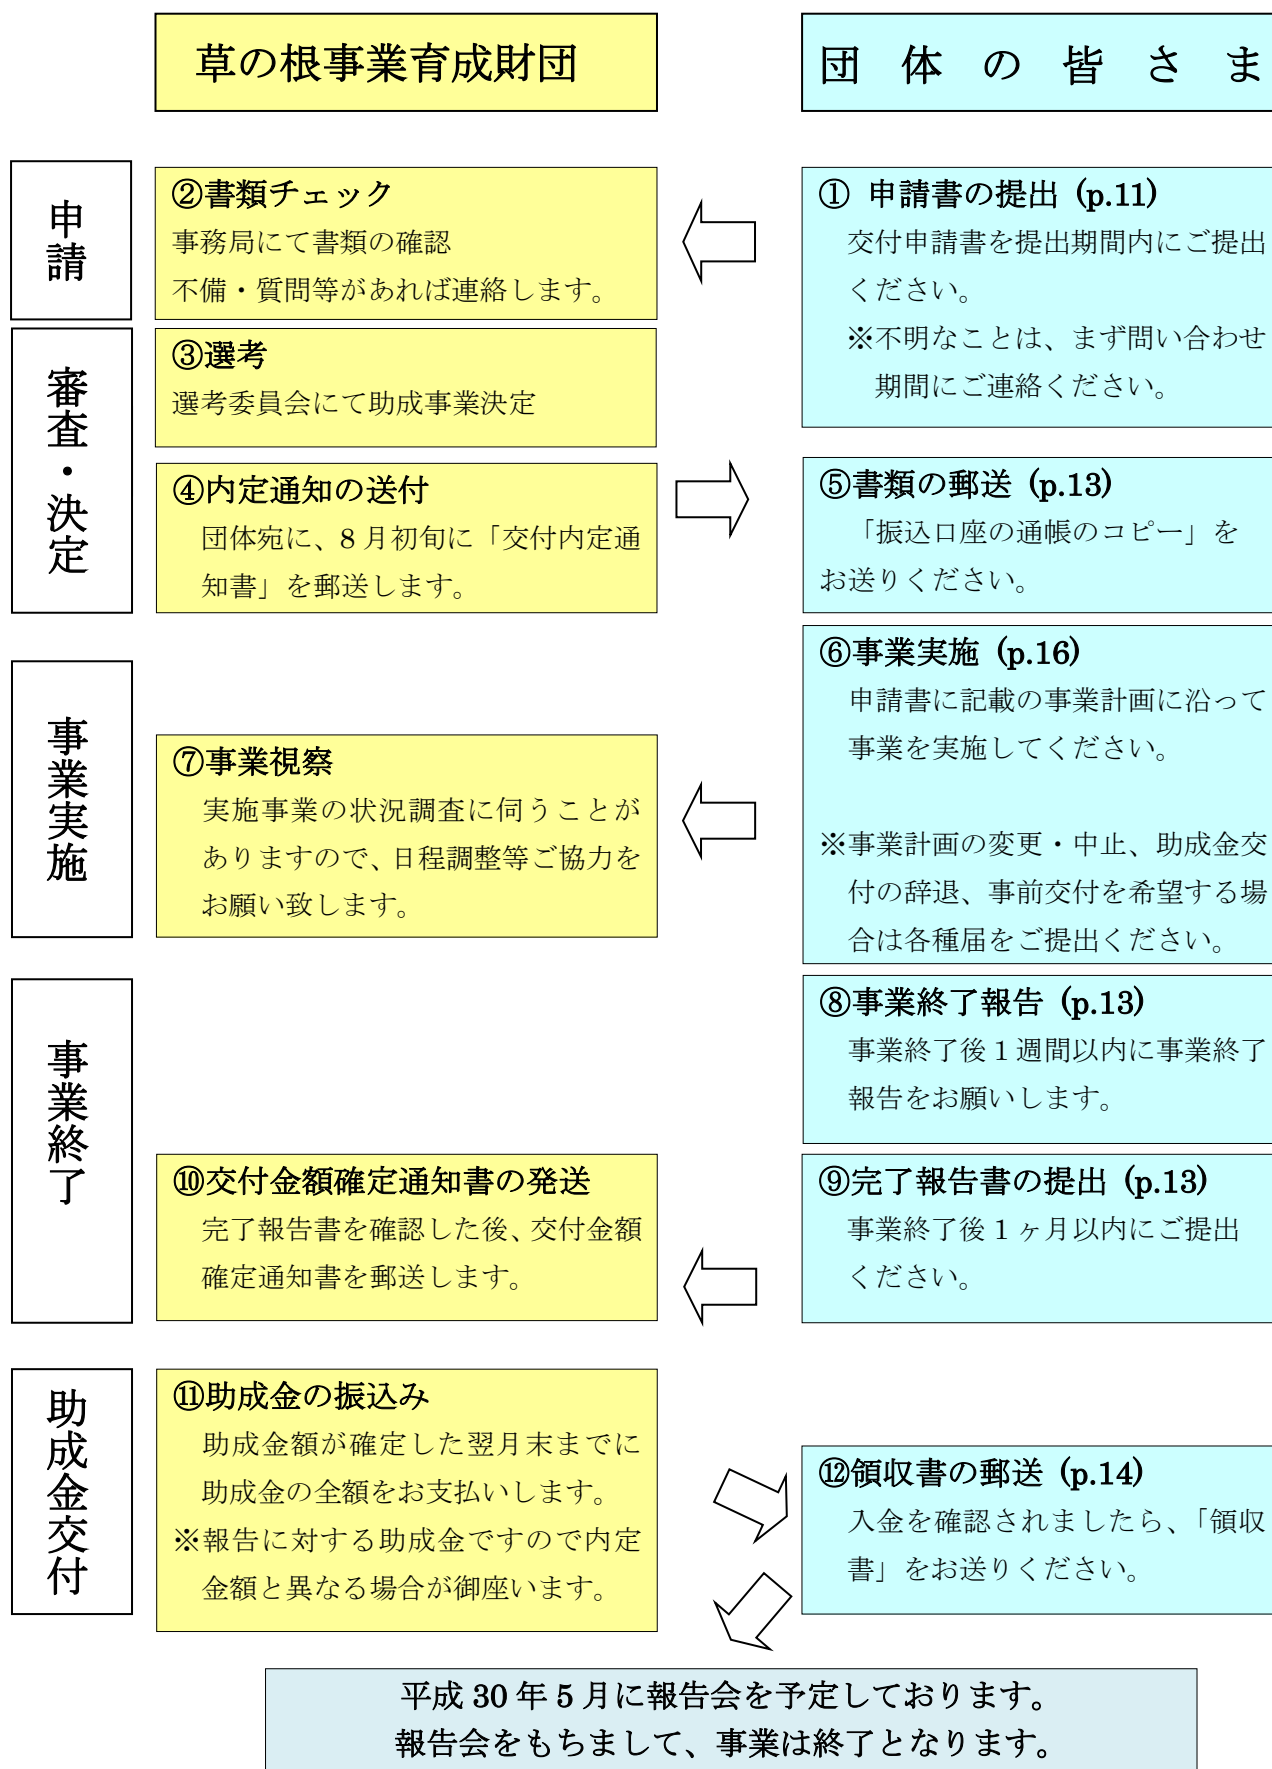 草の根事業育成財団
団体の皆さま
申請
②書類チェック
事務局にて書類の確認
不備・質問等があれば連絡します。
① 申請書の提出 (p.11)
交付申請書を提出期間内にご提出
ください。
※不明なことは、まず問い合わせ
期間にご連絡ください。
審査・決定
③選考
選考委員会にて助成事業決定
④内定通知の送付
団体宛に、8月初旬に「交付内定通
知書」を郵送します。
⑤書類の郵送 (p.13)
「振込口座の通帳のコピー」を
お送りください。
事業実施
⑥事業実施 (p.16)
申請書に記載の事業計画に沿って
事業を実施してください。
※事業計画の変更・中止、助成金交
付の辞退、事前交付を希望する場
合は各種届をご提出ください。
⑦事業視察
実施事業の状況調査に伺うことが
ありますので、日程調整等ご協力を
お願い致します。
事業終了
⑧事業終了報告 (p.13)
事業終了後1週間以内に事業終了
報告をお願いします。
⑨完了報告書の提出 (p.13)
事業終了後1ヶ月以内にご提出
ください。
⑩交付金額確定通知書の発送
完了報告書を確認した後、交付金額
確定通知書を郵送します。
助成金交付
⑪助成金の振込み
助成金額が確定した翌月末までに
助成金の全額をお支払いします。
※報告に対する助成金ですので内定
金額と異なる場合が御座います。
⑫領収書の郵送 (p.14)
入金を確認されましたら、「領収
書」をお送りください。
平成30年5月に報告会を予定しております。
報告会をもちまして、事業は終了となります。